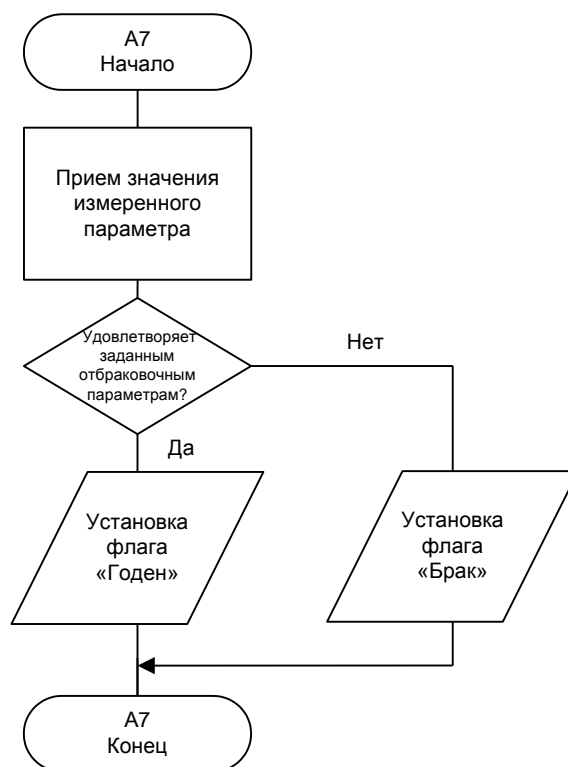 А7
Начало
Прием значения
измеренного
параметра
Удовлетворяет
заданным
отбраковочным
параметрам?
Нет
Да
Установка
флага
«Годен»
Установка
флага
«Брак»
А7
Конец